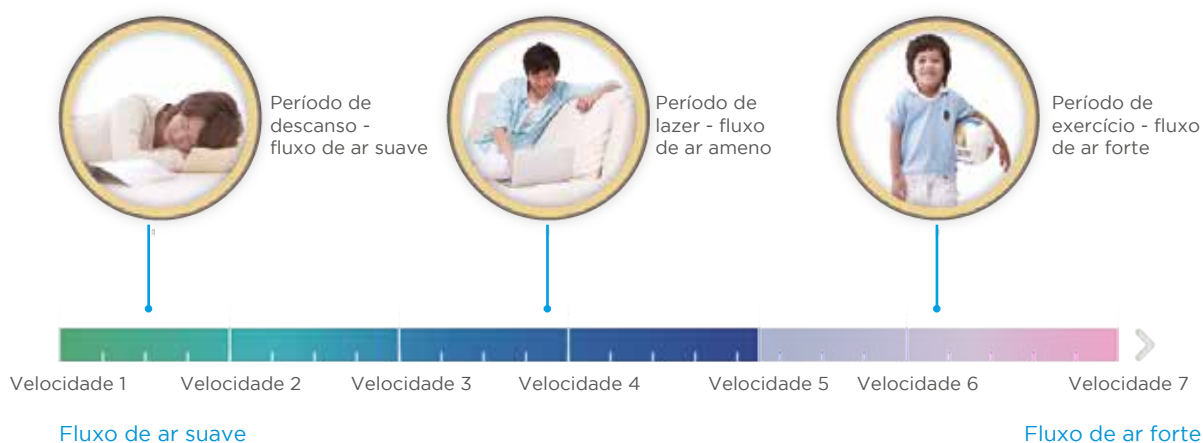 Período de
descanso -
fluxo de ar suave
Período de
lazer - fluxo
de ar ameno
Período de
exercício - fluxo
de ar forte
Velocidade 1
Velocidade 2
Velocidade 3
Velocidade 4
Velocidade 5
Velocidade 6
Velocidade 7
Fluxo de ar suave
Fluxo de ar forte